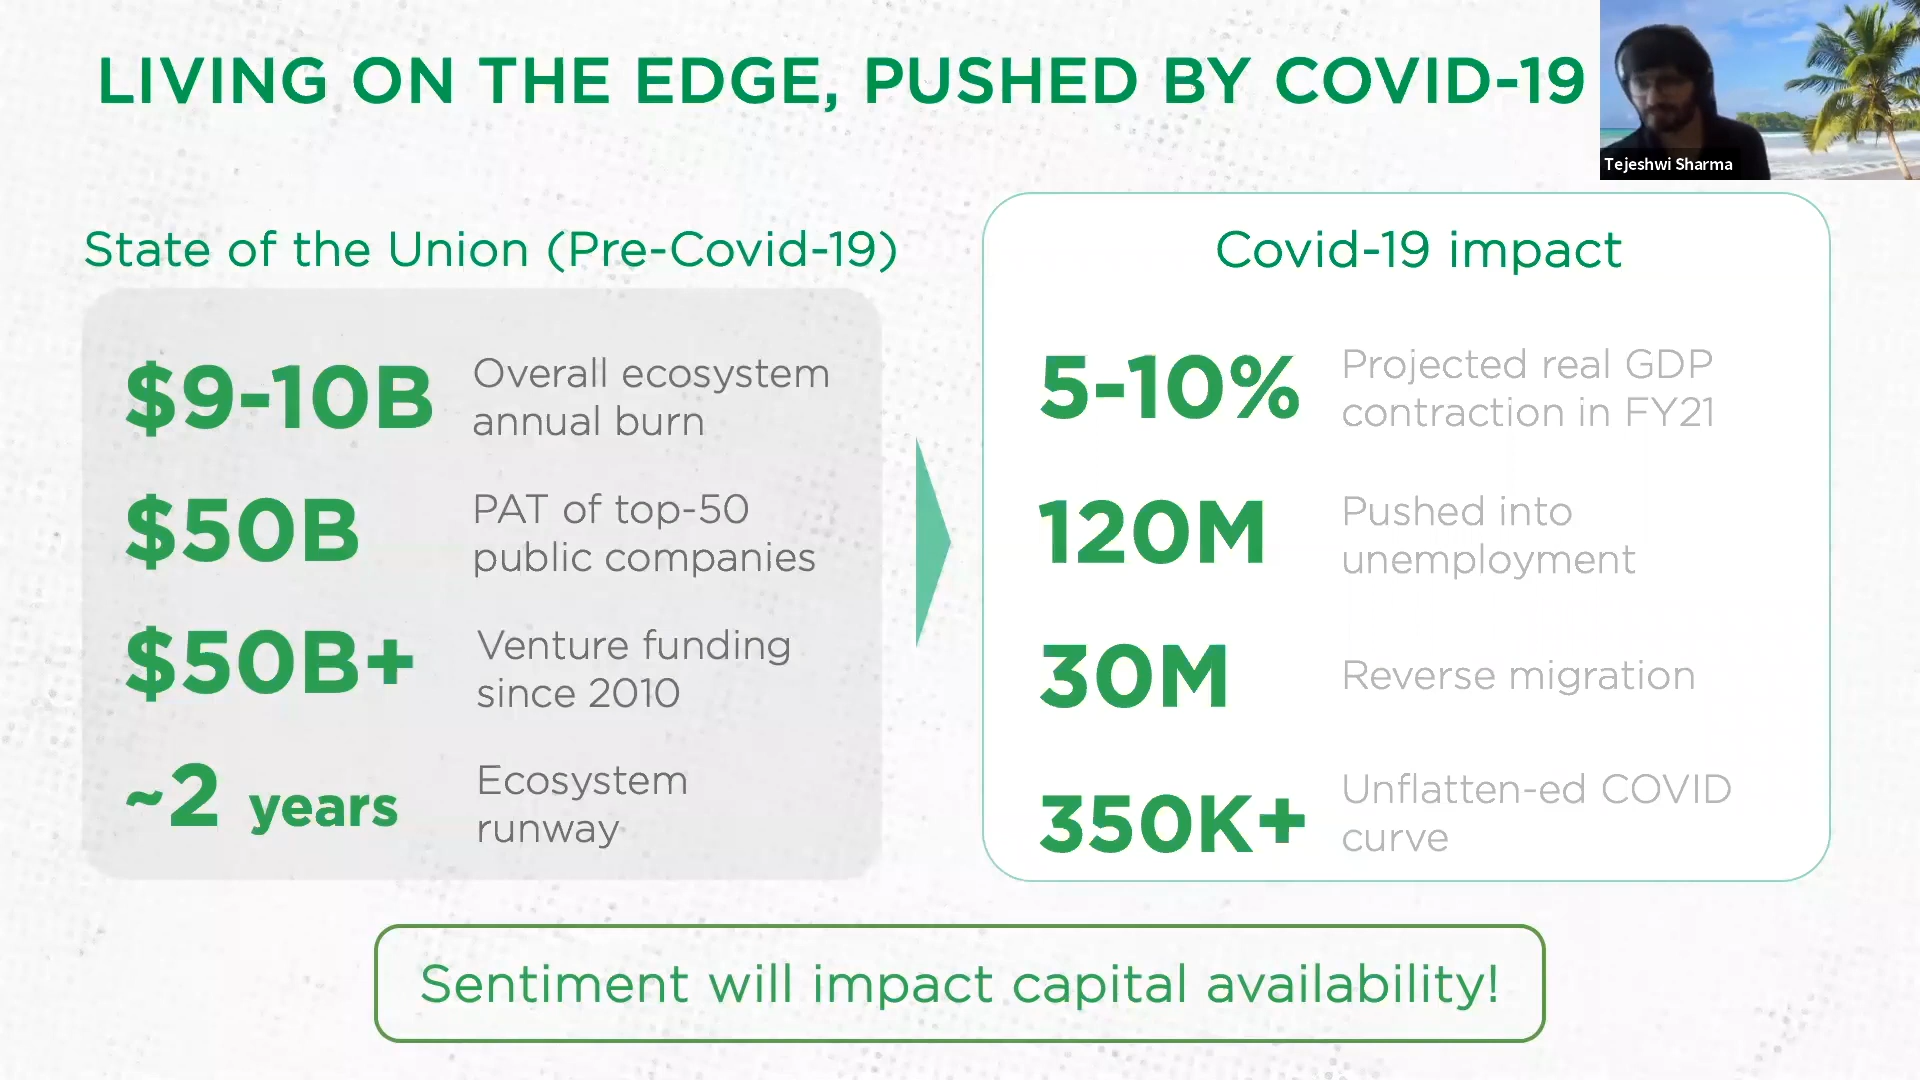 LIVING ON THE EDGE, PUSHED BY COVID-19
Tejeshwi Sharma
State of the Union (Pre-Covid-19)
$9-10B
Overall ecosystem
annual burn
$50B
PAT of top-50
public companies
$50B+
Venture funding
since 2010
~2 years
Ecosystem
runway
Covid-19 impact
5-10%
Projected real GDP
contraction in FY21
120M
Pushed into
unemployment
30M
Reverse migration
350K+
Unflatten-ed COVID
curve
Sentiment will impact capital availability!